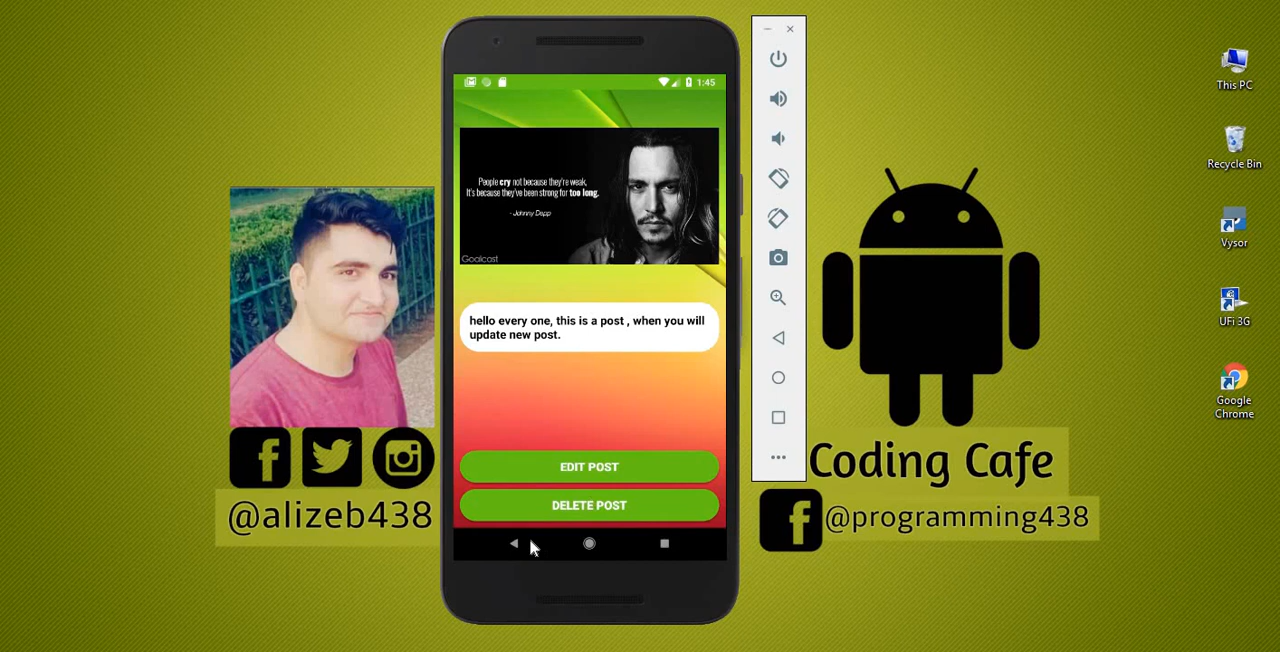 1:45
People cry not because they're weak,
It's because they've been strong for too long.
- Johnny Depp
Goalcast
hello every one, this is a post , when you will
update new post.
EDIT POST
DELETE POST
@alizeb438
Coding Cafe
@programming438
This PC
Recycle Bin
Vysor
UFi 3G
Google
Chrome